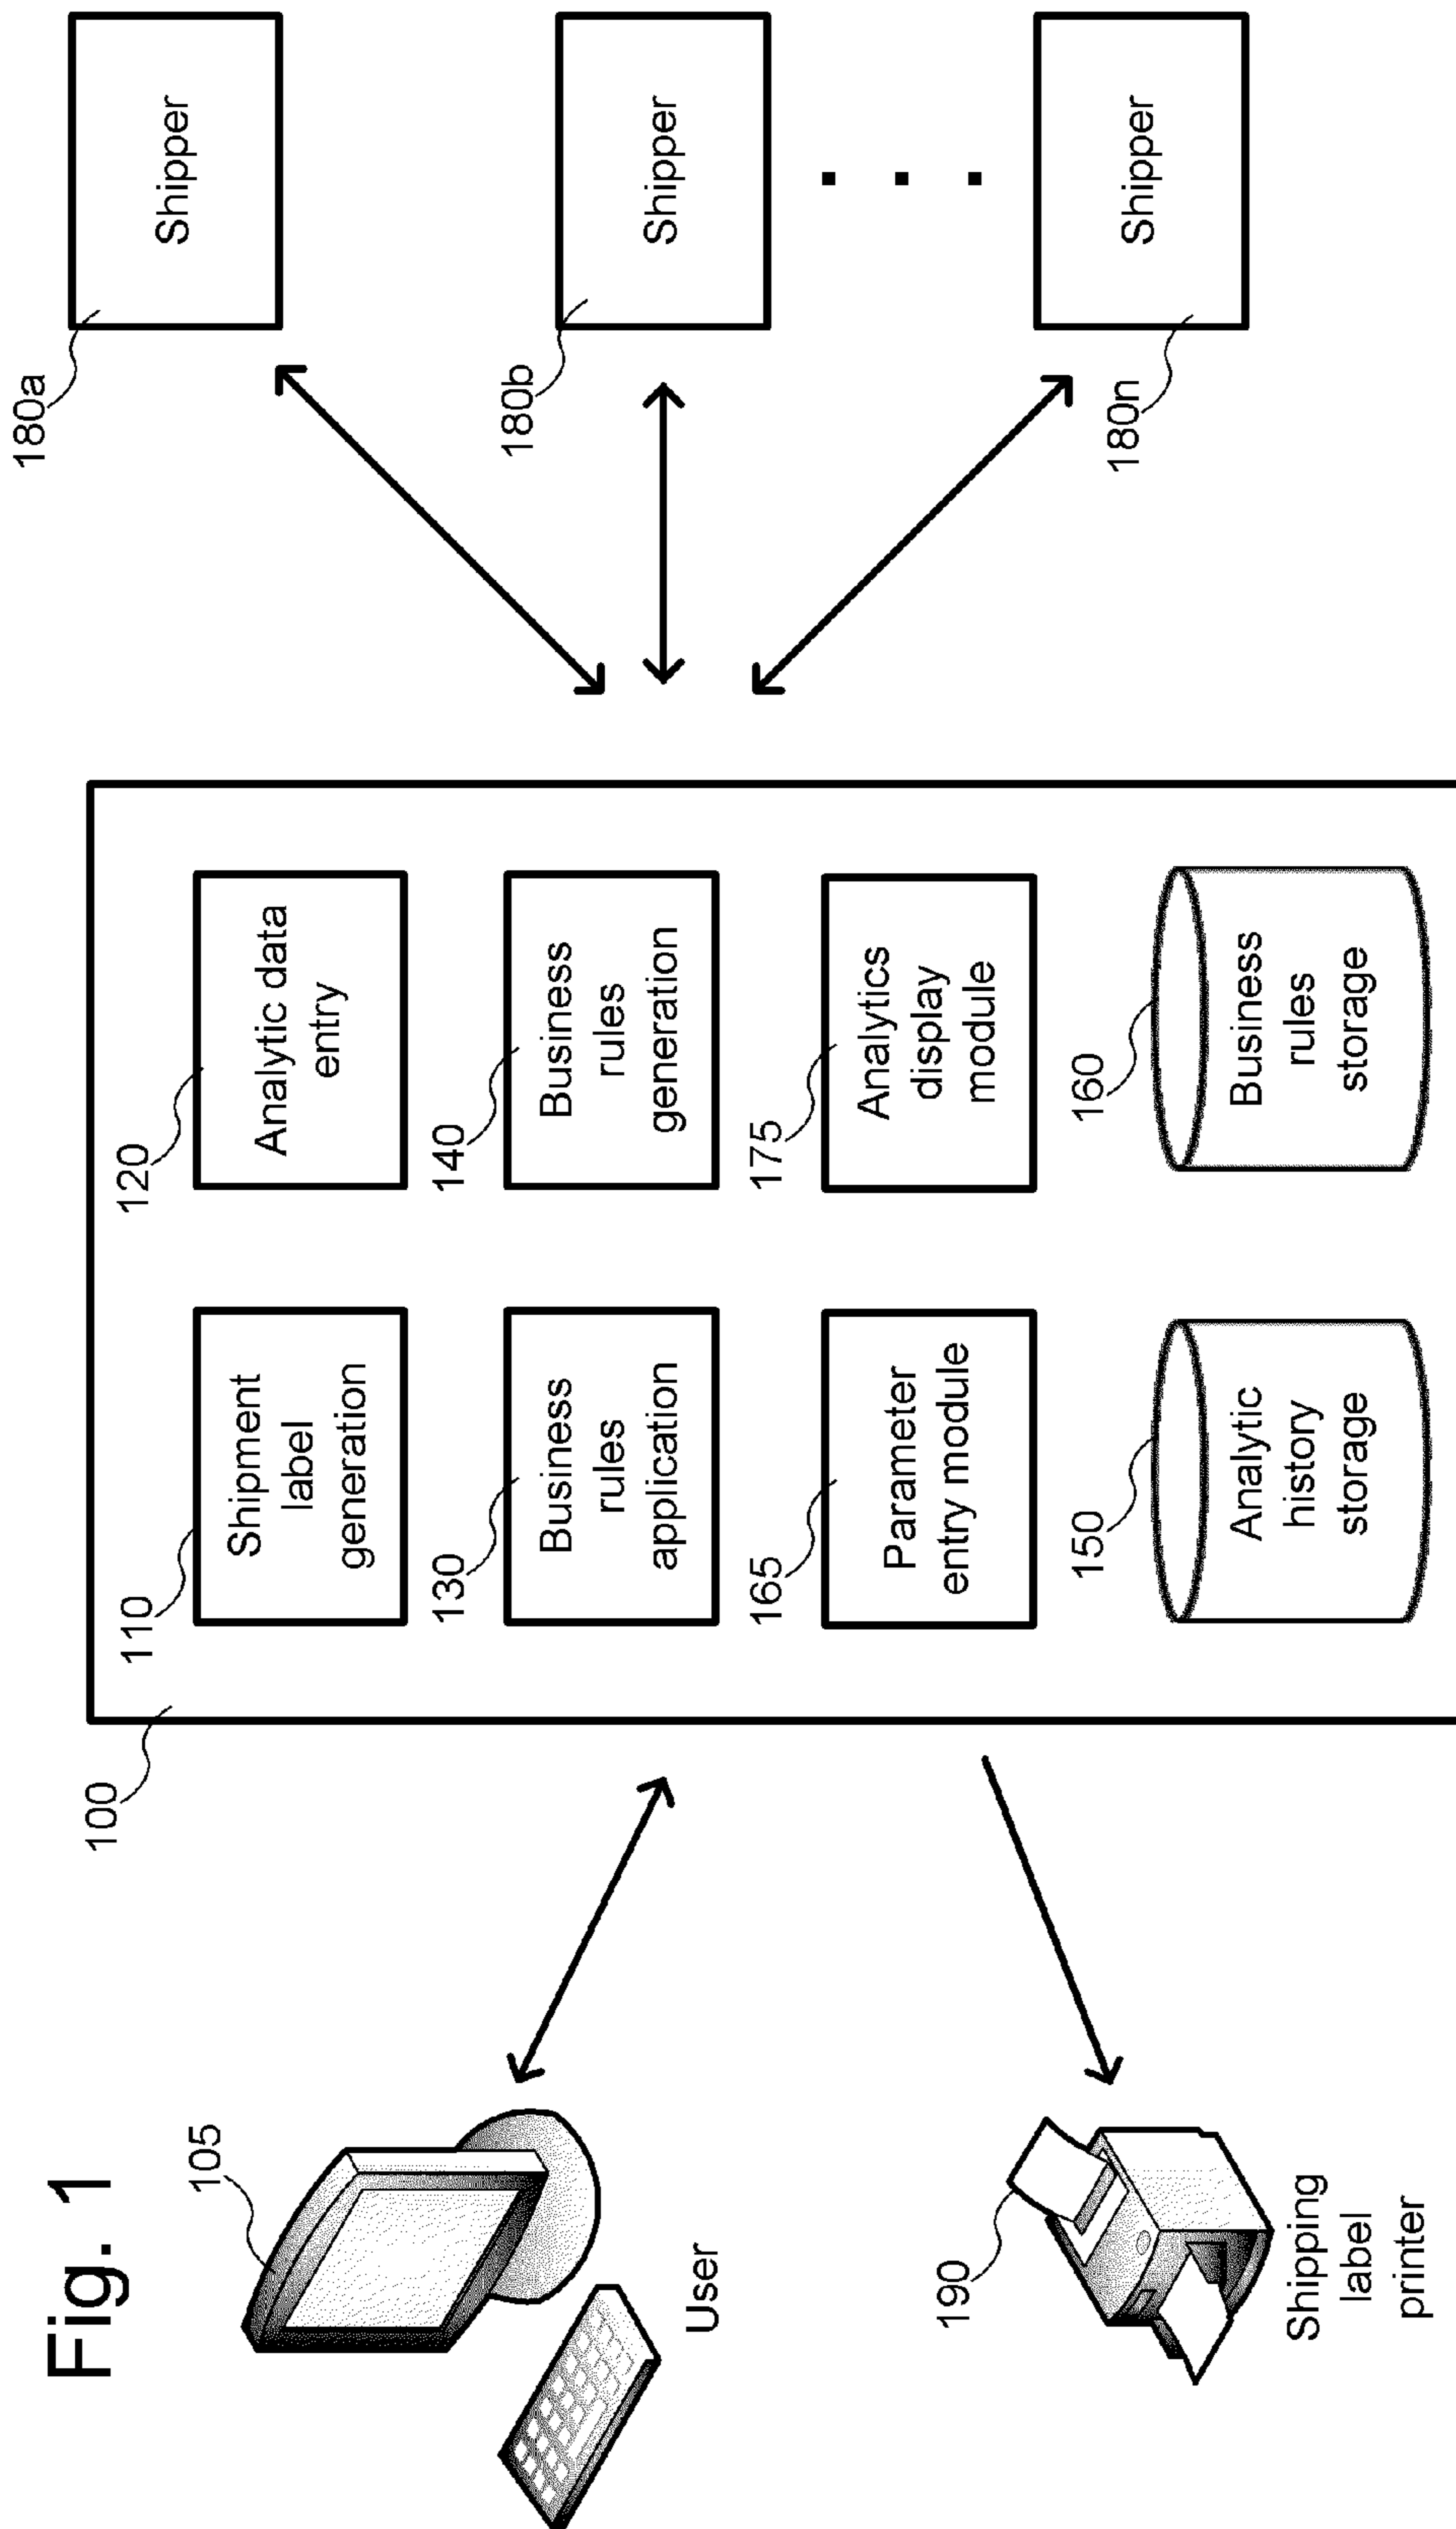 Fig. 1
105
User
190
Shipping
label
printer
100
110
Shipment
label
generation
120
Analytic data
entry
130
Business
rules
application
140
Business
rules
generation
165
Parameter
entry module
175
Analytics
display
module
150
Analytic
history
storage
160
Business
rules
storage
180a
Shipper
180b
Shipper
180n
Shipper